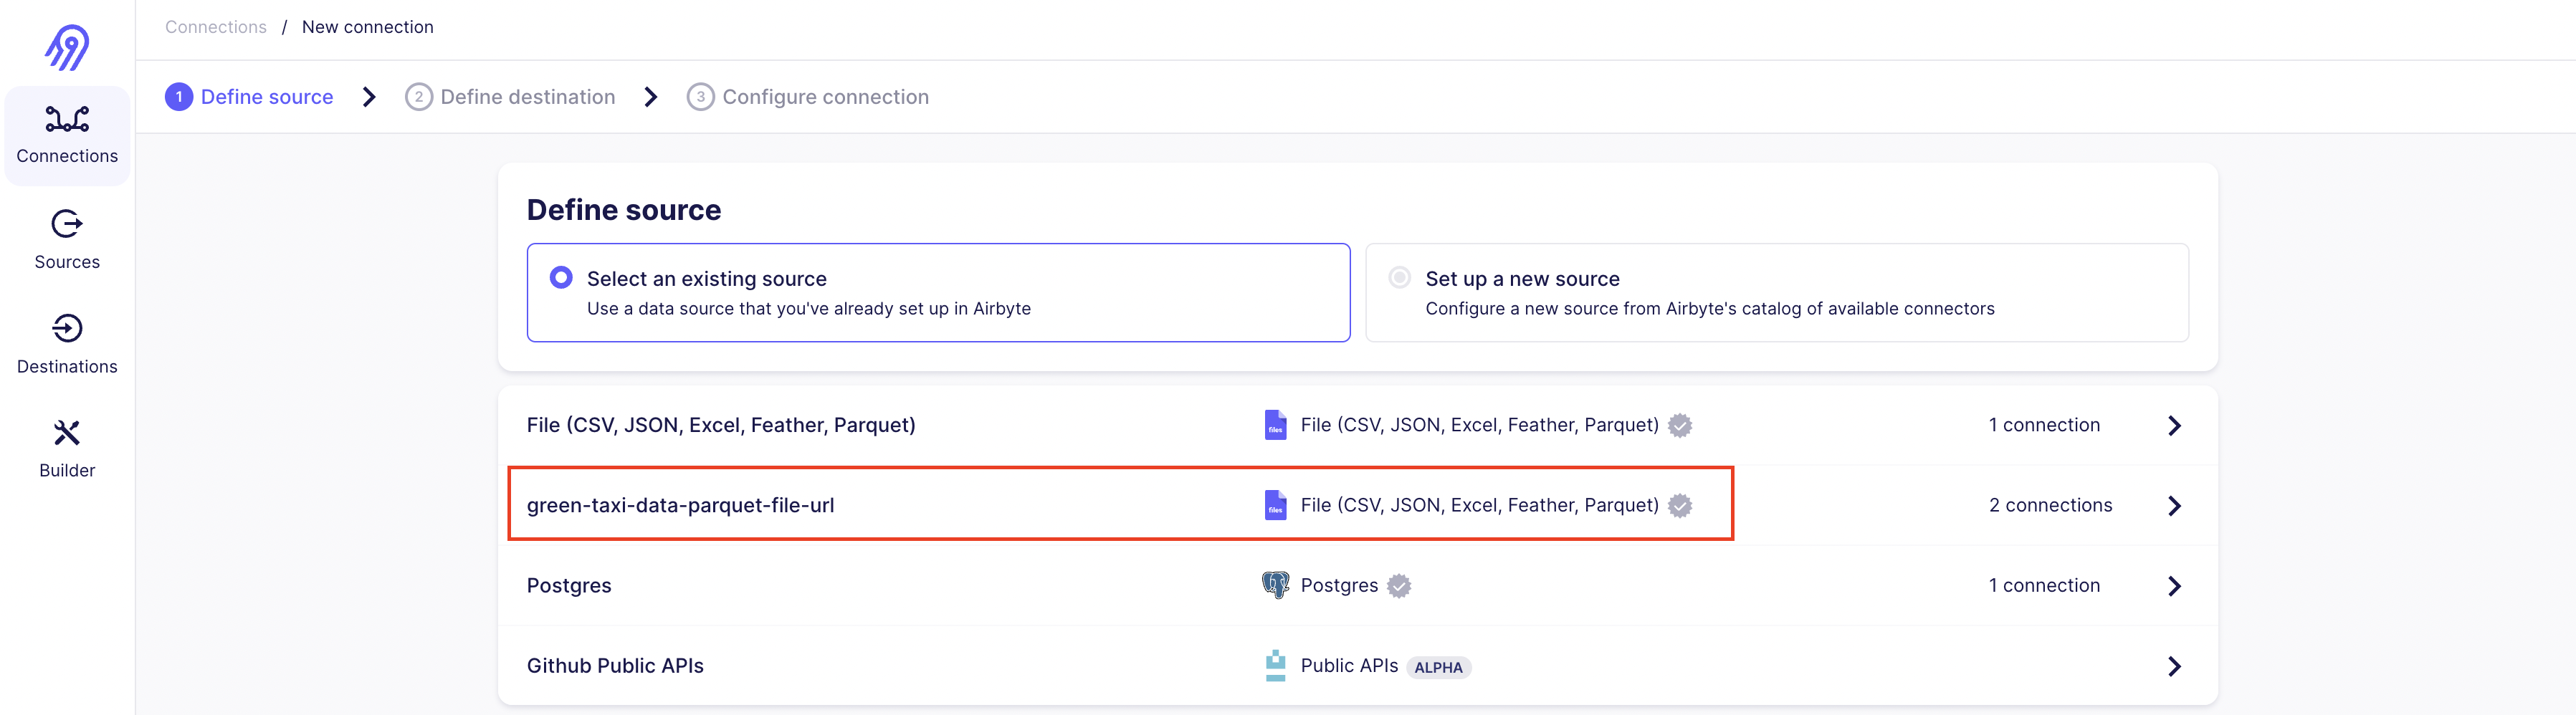 Connections / New connection
1 Define source 2 Define destination 3 Configure connection
Connections
Sources
Destinations
Builder
Define source
Select an existing source
Use a data source that you've already set up in Airbyte
Set up a new source
Configure a new source from Airbyte's catalog of available connectors
File (CSV, JSON, Excel, Feather, Parquet) files File (CSV, JSON, Excel, Feather, Parquet) 1 connection
green-taxi-data-parquet-file-url files File (CSV, JSON, Excel, Feather, Parquet) 2 connections
Postgres Postgres 1 connection
Github Public APIs Public APIs ALPHA